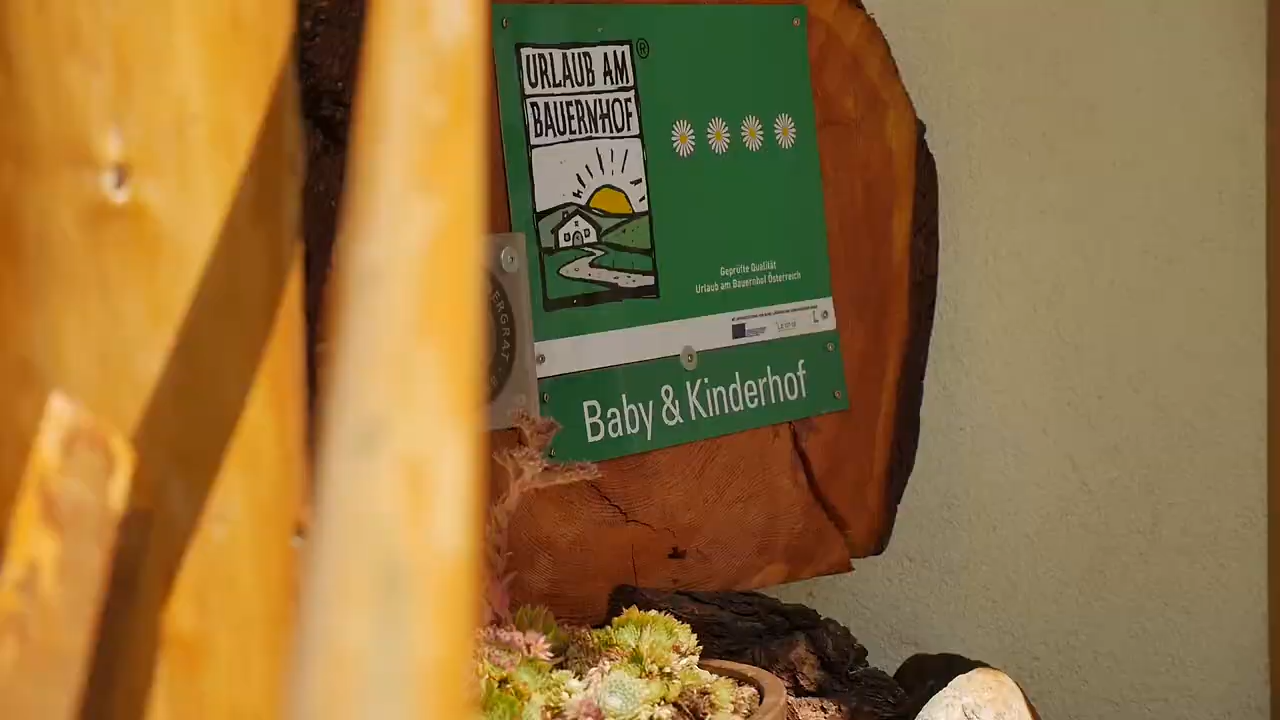 URLAUB AM
BAUERNHOF
®
Geprüfte Qualität
Urlaub am Bauernhof Österreich
Baby & Kinderhof